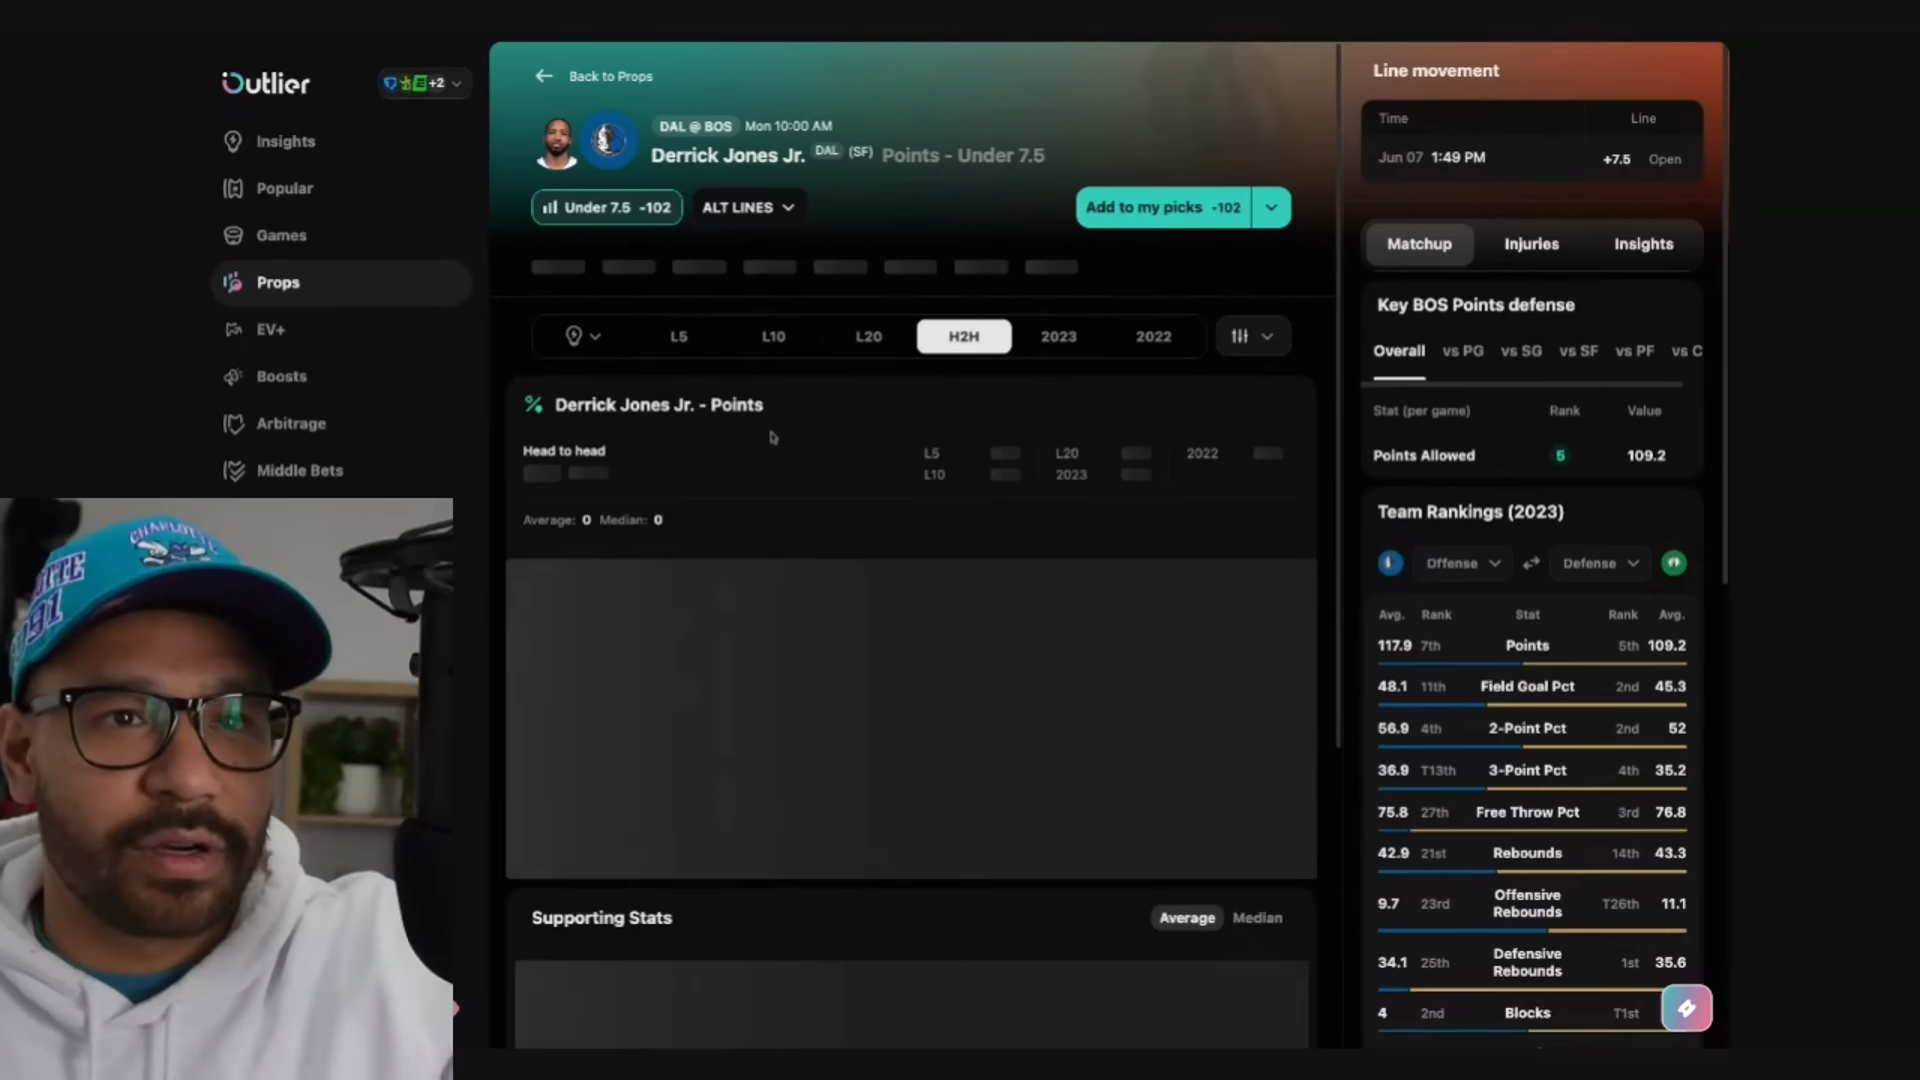 Outlier
+2
Insights
Popular
Games
Props
EV+
Boosts
Arbitrage
Middle Bets
Back to Props
DAL @ BOS Mon 10:00 AM
Derrick Jones Jr. DAL (SF) Points - Under 7.5
Under 7.5 -102
ALT LINES
Add to my picks -102
L5 L10 L20 H2H 2023 2022
Derrick Jones Jr. - Points
Head to head
L5 L20 2022
L10 2023
Average: 0 Median: 0
Supporting Stats
Average Median
Line movement
Time Line
Jun 07 1:49 PM +7.5 Open
Matchup Injuries Insights
Key BOS Points defense
Overall vs PG vs SG vs SF vs PF vs C
Stat (per game) Rank Value
Points Allowed 5 109.2
Team Rankings (2023)
Offense Defense
Avg. Rank Stat Rank Avg.
117.9 7th Points 5th 109.2
48.1 11th Field Goal Pct 2nd 45.3
56.9 4th 2-Point Pct 2nd 52
36.9 T13th 3-Point Pct 4th 35.2
75.8 27th Free Throw Pct 3rd 76.8
42.9 21st Rebounds 14th 43.3
9.7 23rd Offensive Rebounds T26th 11.1
34.1 25th Defensive Rebounds 1st 35.6
4 2nd Blocks T1st
CHARLOTTE